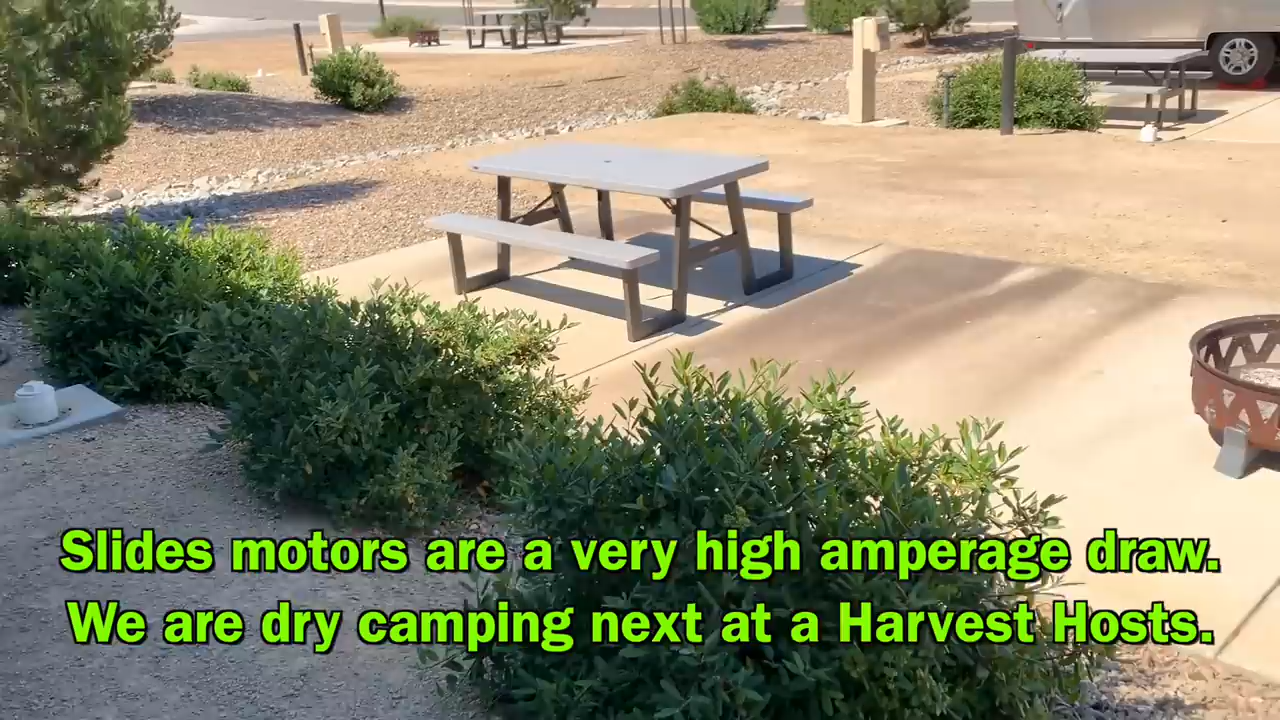 Slides motors are a very high amperage draw.
We are dry camping next at a Harvest Hosts.